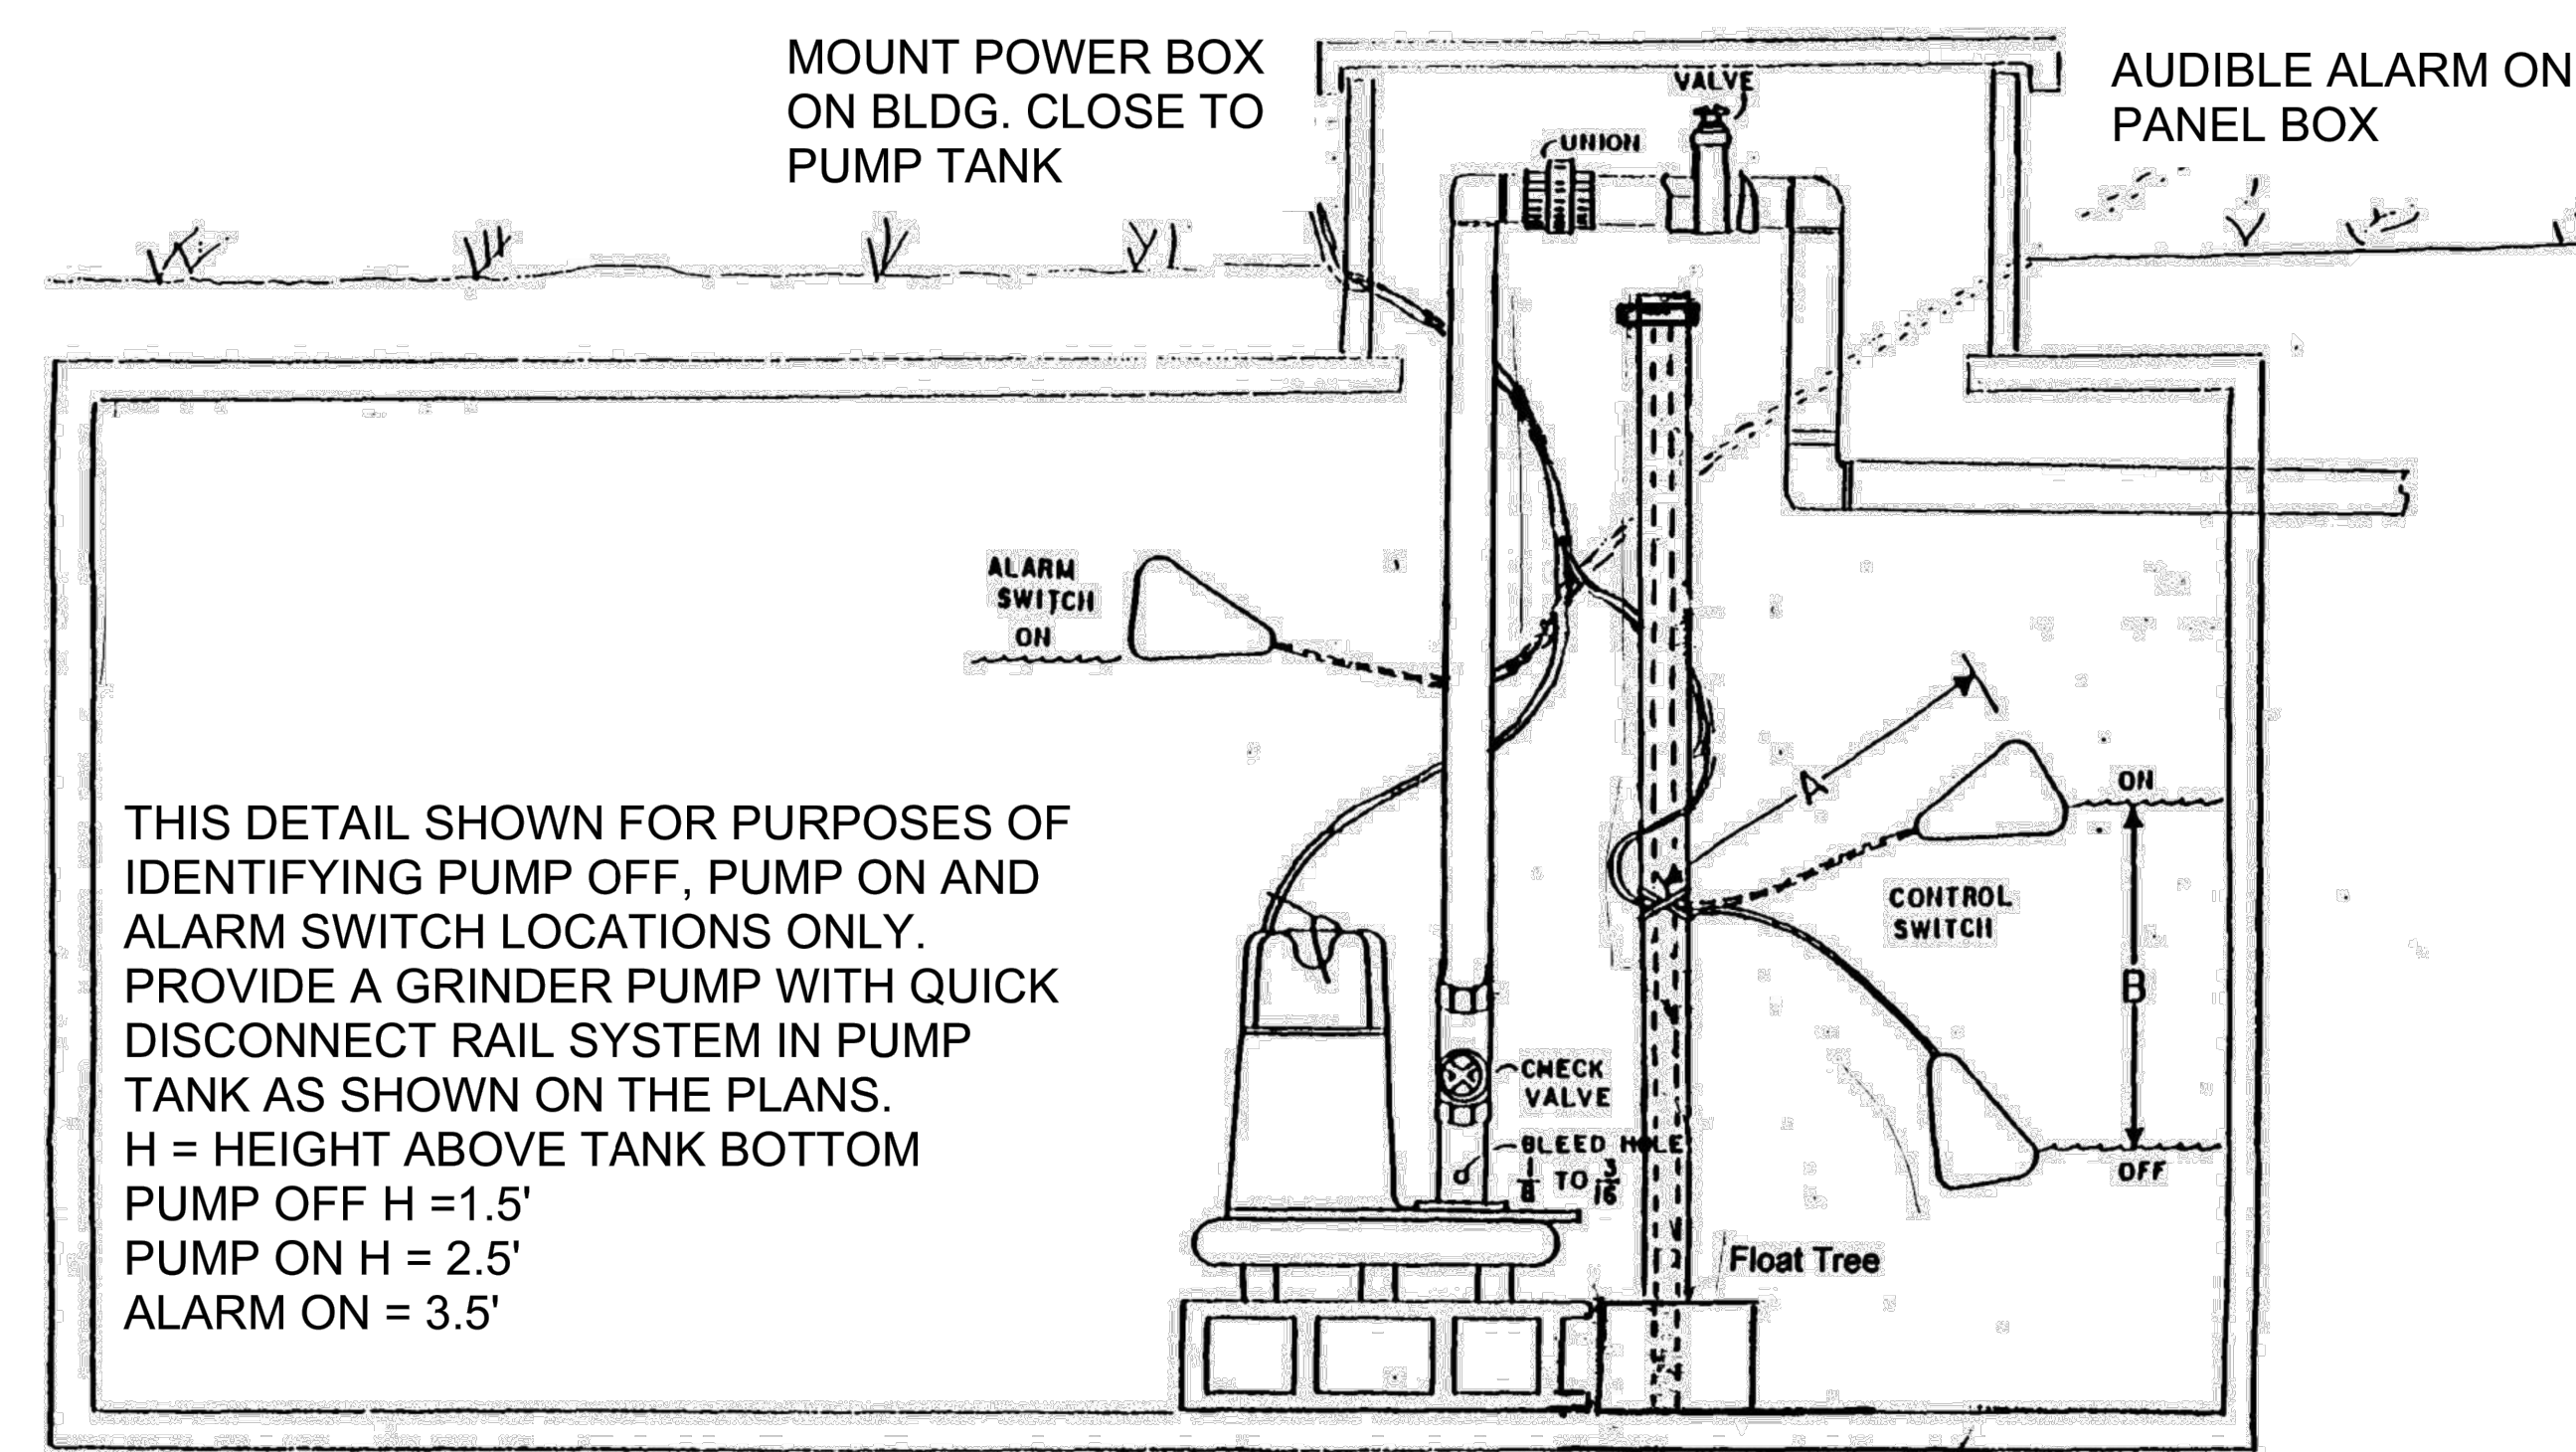 MOUNT POWER BOX
ON BLDG. CLOSE TO
PUMP TANK
AUDIBLE ALARM ON
PANEL BOX
VALVE
UNION
ALARM
SWITCH
ON
A
ON
CONTROL
SWITCH
B
OFF
THIS DETAIL SHOWN FOR PURPOSES OF
IDENTIFYING PUMP OFF, PUMP ON AND
ALARM SWITCH LOCATIONS ONLY.
PROVIDE A GRINDER PUMP WITH QUICK
DISCONNECT RAIL SYSTEM IN PUMP
TANK AS SHOWN ON THE PLANS.
H = HEIGHT ABOVE TANK BOTTOM
PUMP OFF H =1.5'
PUMP ON H = 2.5'
ALARM ON = 3.5'
CHECK
VALVE
BLEED HOLE
1/8 TO 3/16
Float Tree